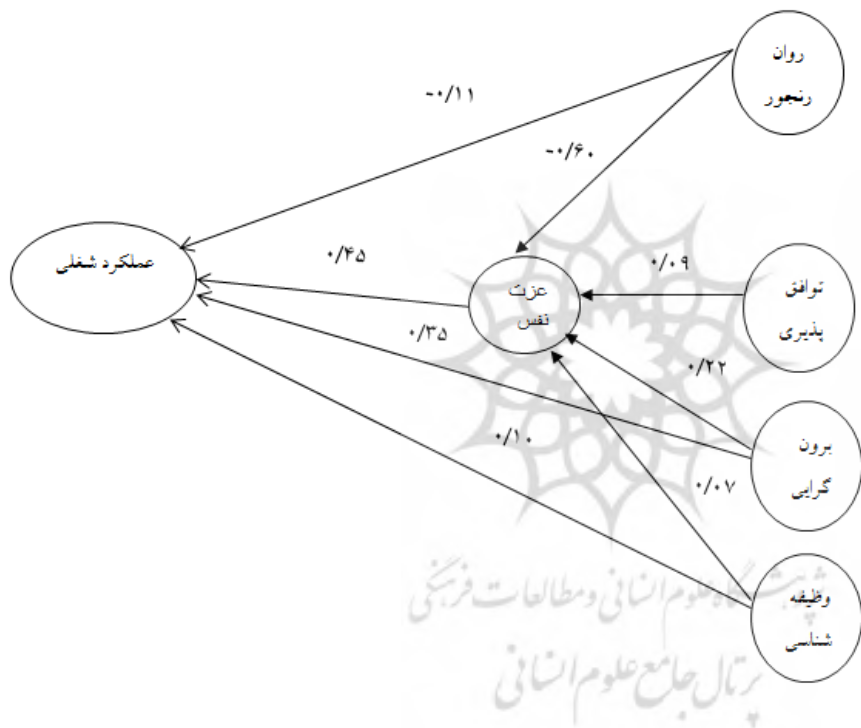 روان
رنجور
-۰/۱۱
-۰/۶۰
عملکرد شغلی
۰/۴۵
عزت
نفس
۰/۰۹
توافق
پذیری
۰/۳۵
۰/۲۲
برون
گرایی
۰/۱۰
۰/۰۷
وظیفه
شناسی
پژوهشگاه علوم انسانی و مطالعات فرهنگی
پرتال جامع علوم انسانی